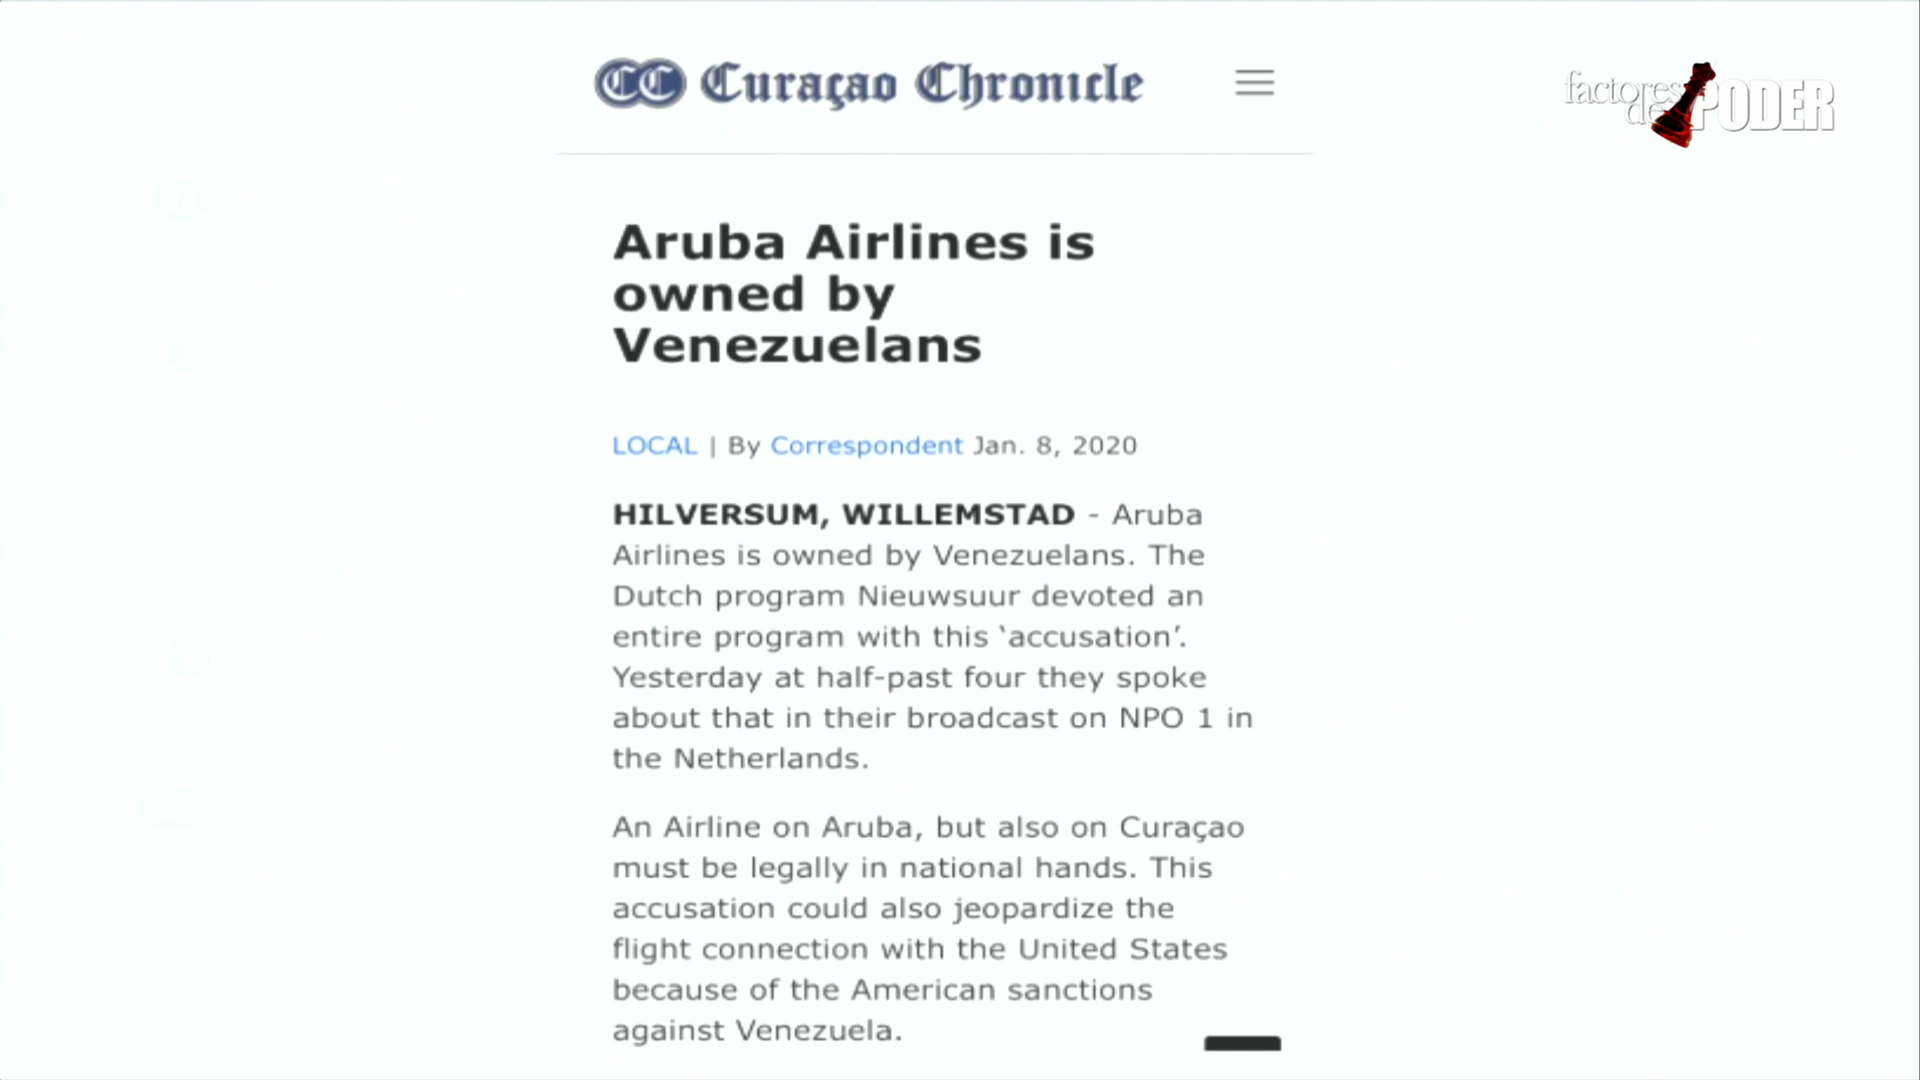 CC Curaçao Chronicle
factores de PODER
Aruba Airlines is
owned by
Venezuelans
LOCAL | By Correspondent Jan. 8, 2020
HILVERSUM, WILLEMSTAD - Aruba
Airlines is owned by Venezuelans. The
Dutch program Nieuwsuur devoted an
entire program with this ‵accusation′.
Yesterday at half-past four they spoke
about that in their broadcast on NPO 1 in
the Netherlands.
An Airline on Aruba, but also on Curaçao
must be legally in national hands. This
accusation could also jeopardize the
flight connection with the United States
because of the American sanctions
against Venezuela.